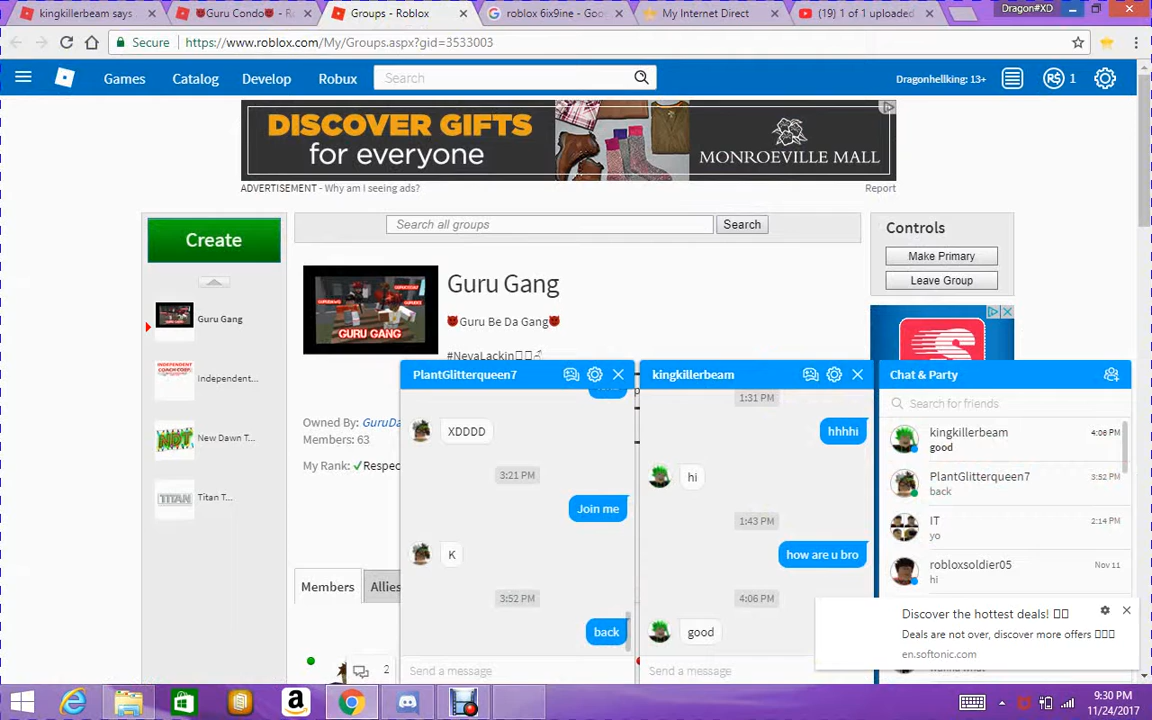 kingkillerbeam says
Guru Condo - R
Groups - Roblox
roblox 6ix9ine - Goo
My Internet Direct
(19) 1 of 1 uploaded
Dragon#XD
Secure
https://www.roblox.com/My/Groups.aspx?gid=3533003
Games
Catalog
Develop
Robux
Search
Dragonhellking: 13+
R$ 1
DISCOVER GIFTS
for everyone
MONROEVILLE MALL
ADVERTISEMENT - Why am I seeing ads?
Report
Create
Search all groups
Search
Controls
Make Primary
Leave Group
Guru Gang
Independent...
New Dawn T...
Titan T...
NDT
TITAN
GURU GANG
Guru Gang
👿Guru Be Da Gang👿
#NevaLackin
Owned By: GuruDa
Members: 63
My Rank: ✓Respec
Members
Allies
2
PlantGlitterqueen7
XDDDD
3:21 PM
Join me
K
3:52 PM
back
Send a message
kingkillerbeam
1:31 PM
hhhhi
hi
1:43 PM
how are u bro
4:06 PM
good
Send a message
Chat & Party
Search for friends
kingkillerbeam
4:06 PM
good
PlantGlitterqueen7
3:52 PM
back
IT
2:14 PM
yo
robloxsoldier05
Nov 11
hi
Discover the hottest deals!
Deals are not over, discover more offers
en.softonic.com
9:30 PM
11/24/2017